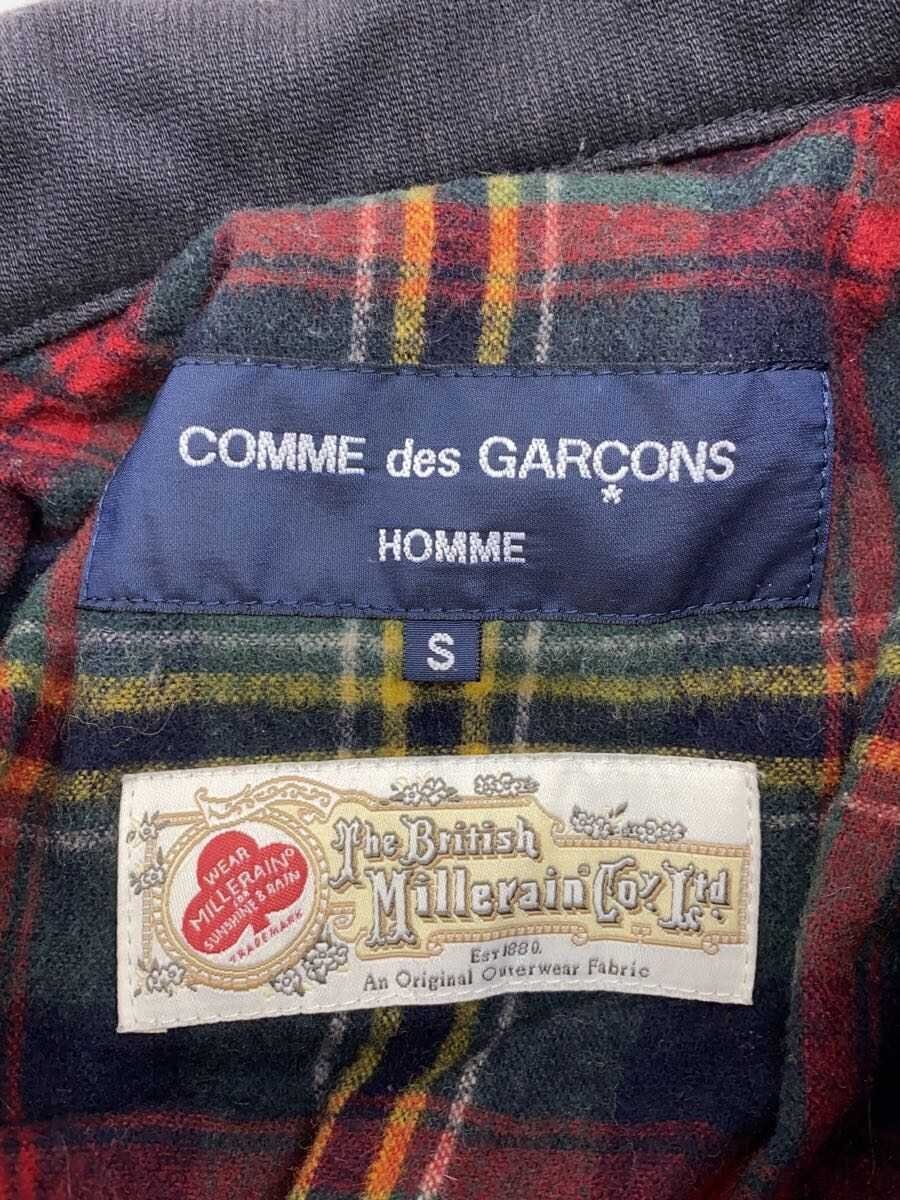 COMME des GARÇONS
HOMME
S
WEAR
MILLERAIN
FOR
SUNSHINE & RAIN
TRADEMARK
The British
Millerain Coy. Ltd.
EST 1880.
An Original Outerwear Fabric